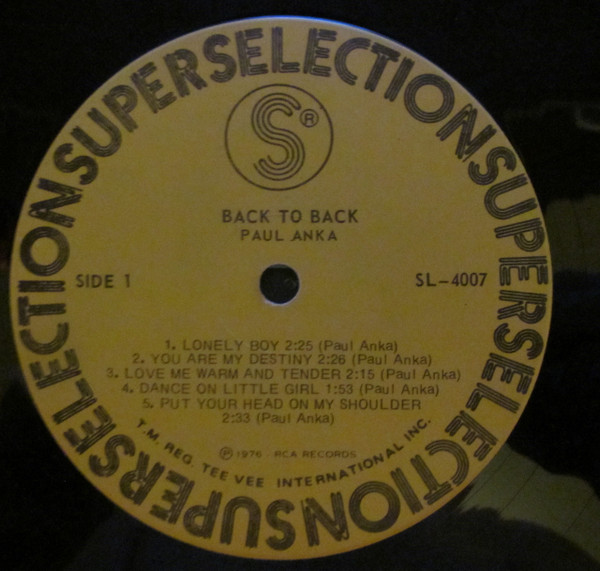 SUPERSELECTIONSUPERSELECTIONSUPERSELECTIONSUPERSELECTION
S®
BACK TO BACK
PAUL ANKA
SIDE 1
SL-4007
1. LONELY BOY 2:25 (Paul Anka)
2. YOU ARE MY DESTINY 2:26 (Paul Anka)
3. LOVE ME WARM AND TENDER 2:15 (Paul Anka)
4. DANCE ON LITTLE GIRL 1:53 (Paul Anka)
5. PUT YOUR HEAD ON MY SHOULDER
2:33 (Paul Anka)
℗ 1976 - RCA RECORDS
T.M. REG. TEE VEE INTERNATIONAL INC.